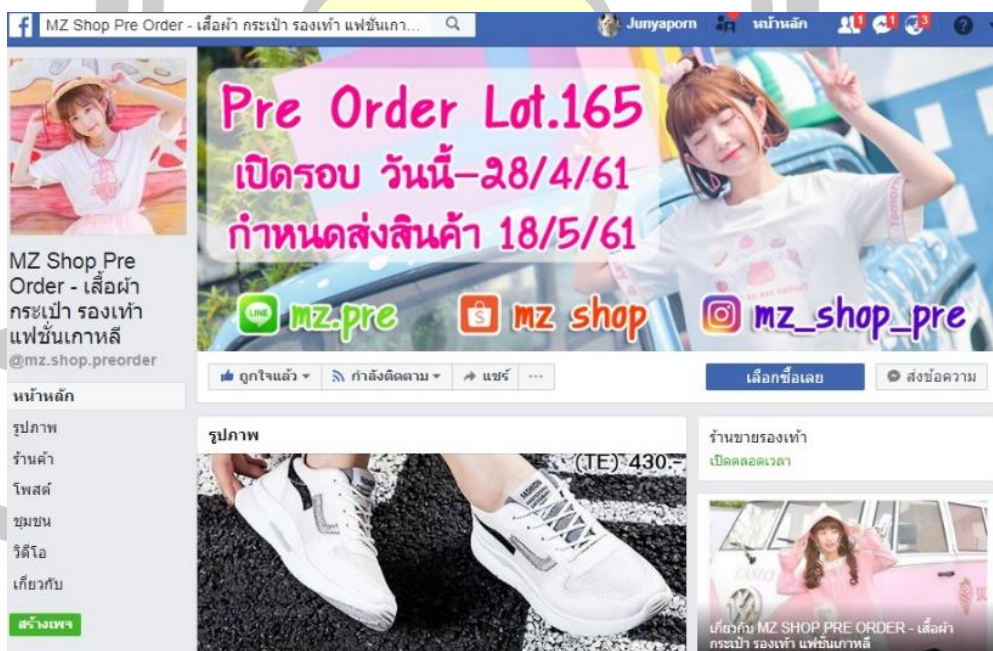 MZ Shop Pre Order - เสื้อผ้า กระเป๋า รองเท้า แฟชั่นเกา...
Junyaporn
หน้าหลัก
1
1
3
Pre Order Lot.165
เปิดรอบ วันนี้-28/4/61
กำหนดส่งสินค้า 18/5/61
LINE mz.pre
mz shop
mz_shop_pre
MZ Shop Pre
Order - เสื้อผ้า
กระเป๋า รองเท้า
แฟชั่นเกาหลี
@mz.shop.preorder
หน้าหลัก
รูปภาพ
ร้านค้า
โพสต์
ชุมชน
วิดีโอ
เกี่ยวกับ
สร้างเพจ
ถูกใจแล้ว
กำลังติดตาม
แชร์
...
เลือกซื้อเลย
ส่งข้อความ
รูปภาพ
(TE) 430.-
FASHION
ร้านขายรองเท้า
เปิดตลอดเวลา
เกี่ยวกับ MZ SHOP PRE ORDER - เสื้อผ้า
กระเป๋า รองเท้า แฟชั่นเกาหลี